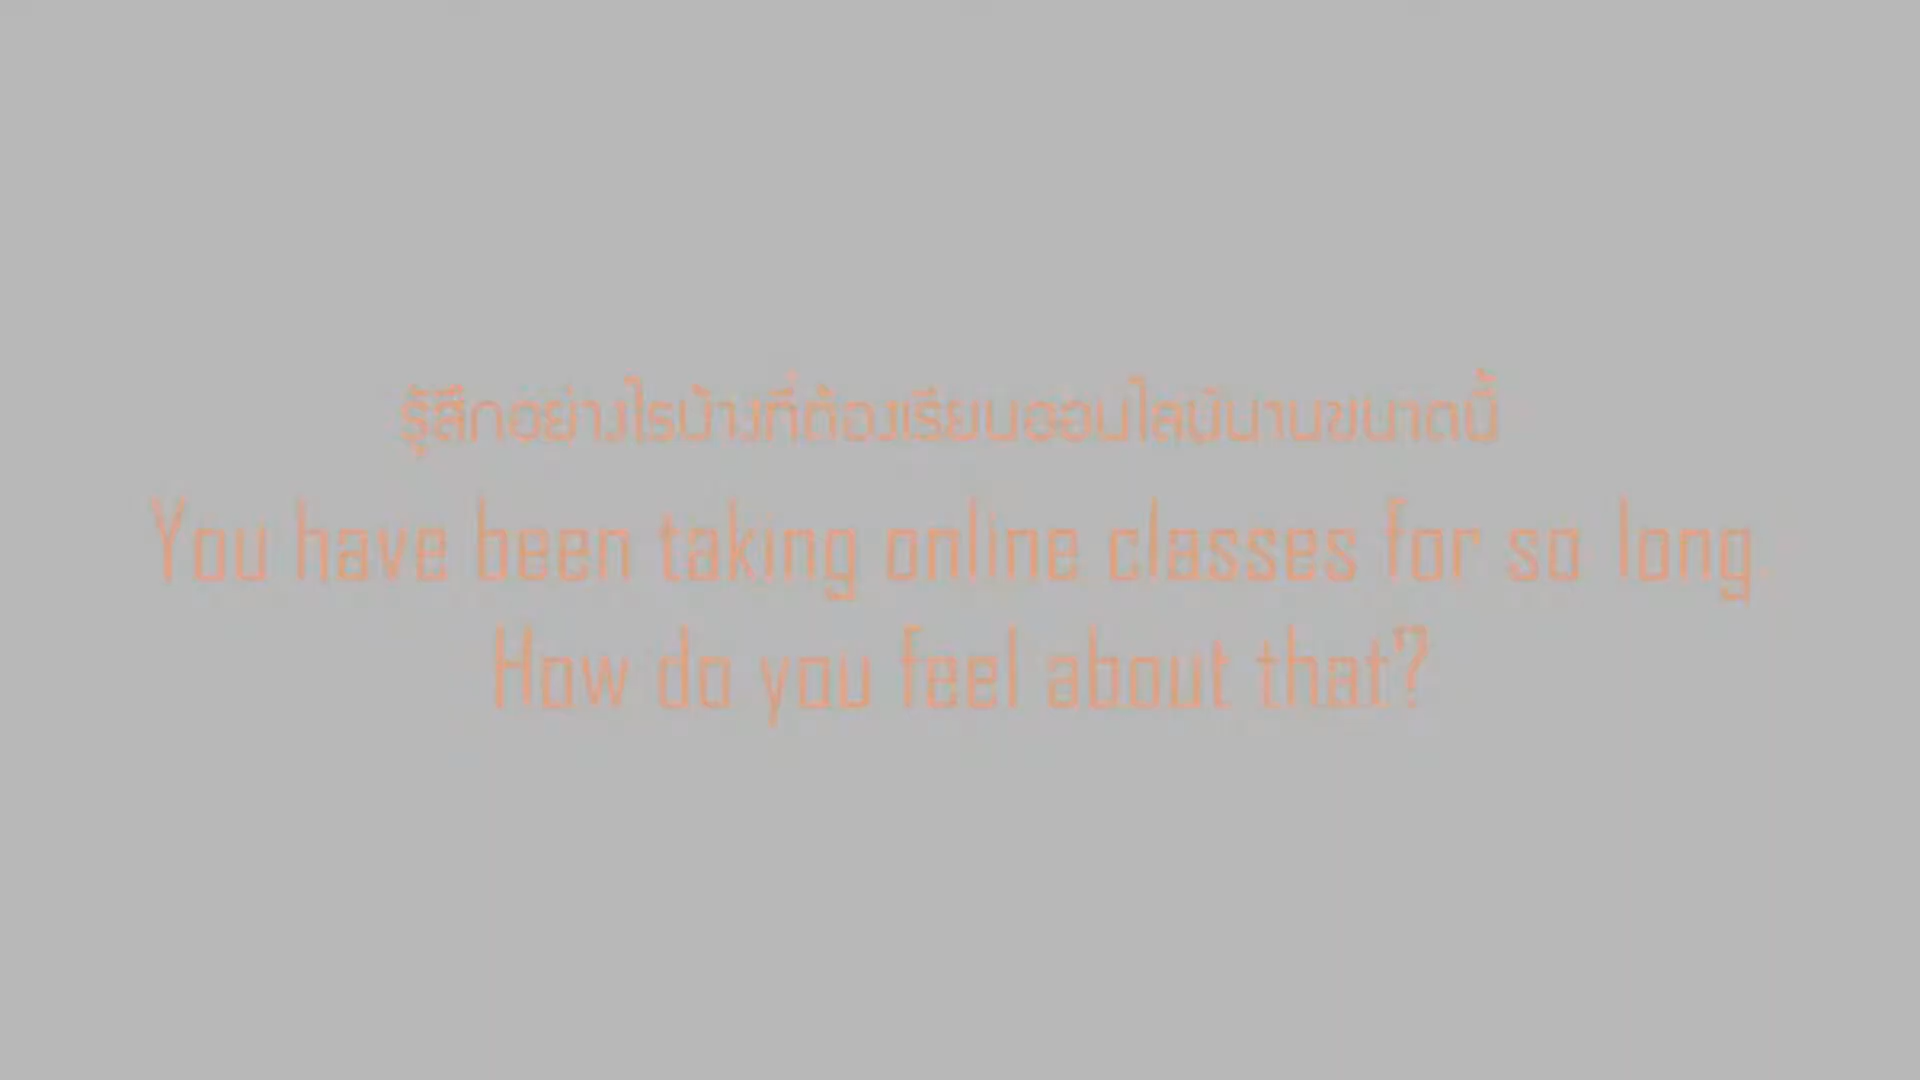 รู้สึกอย่างไรบ้างที่ต้องเรียนออนไลน์นานขนาดนี้
You have been taking online classes for so long.
How do you feel about that?